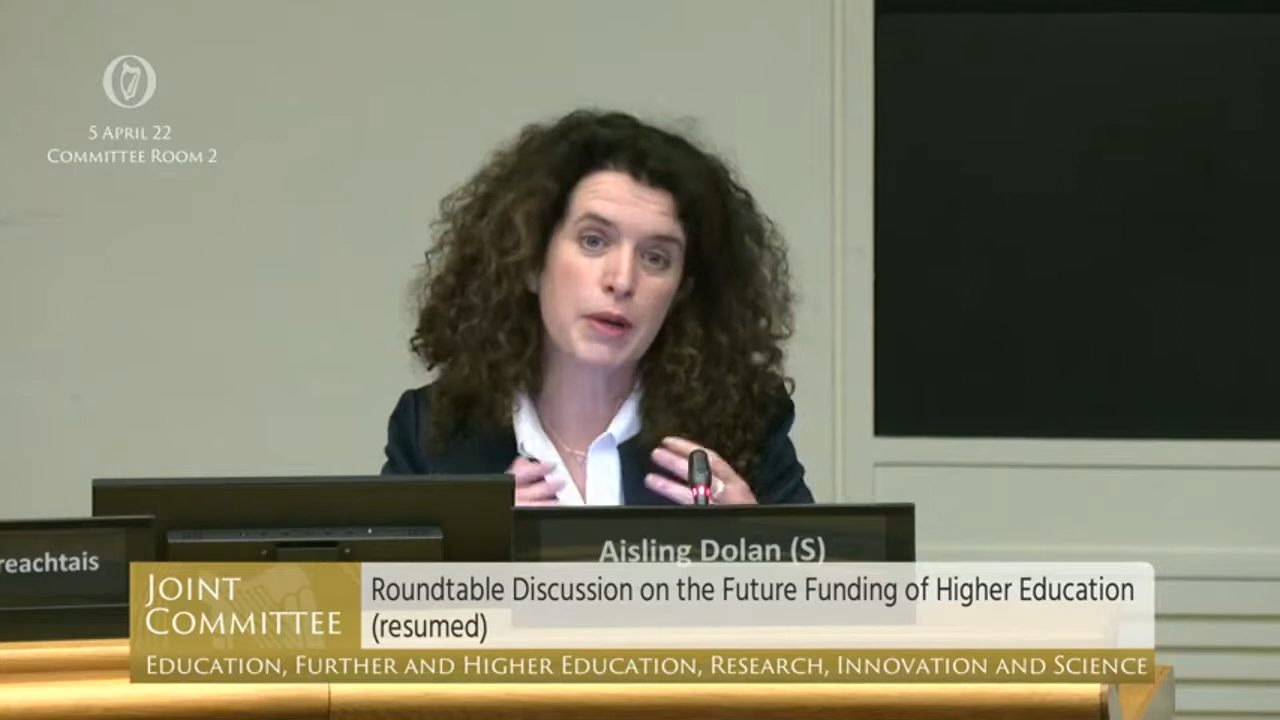 5 April 22
Committee Room 2
reachtais
Aisling Dolan (S)
Joint
Committee
Roundtable Discussion on the Future Funding of Higher Education
(resumed)
Education, Further and Higher Education, Research, Innovation and Science